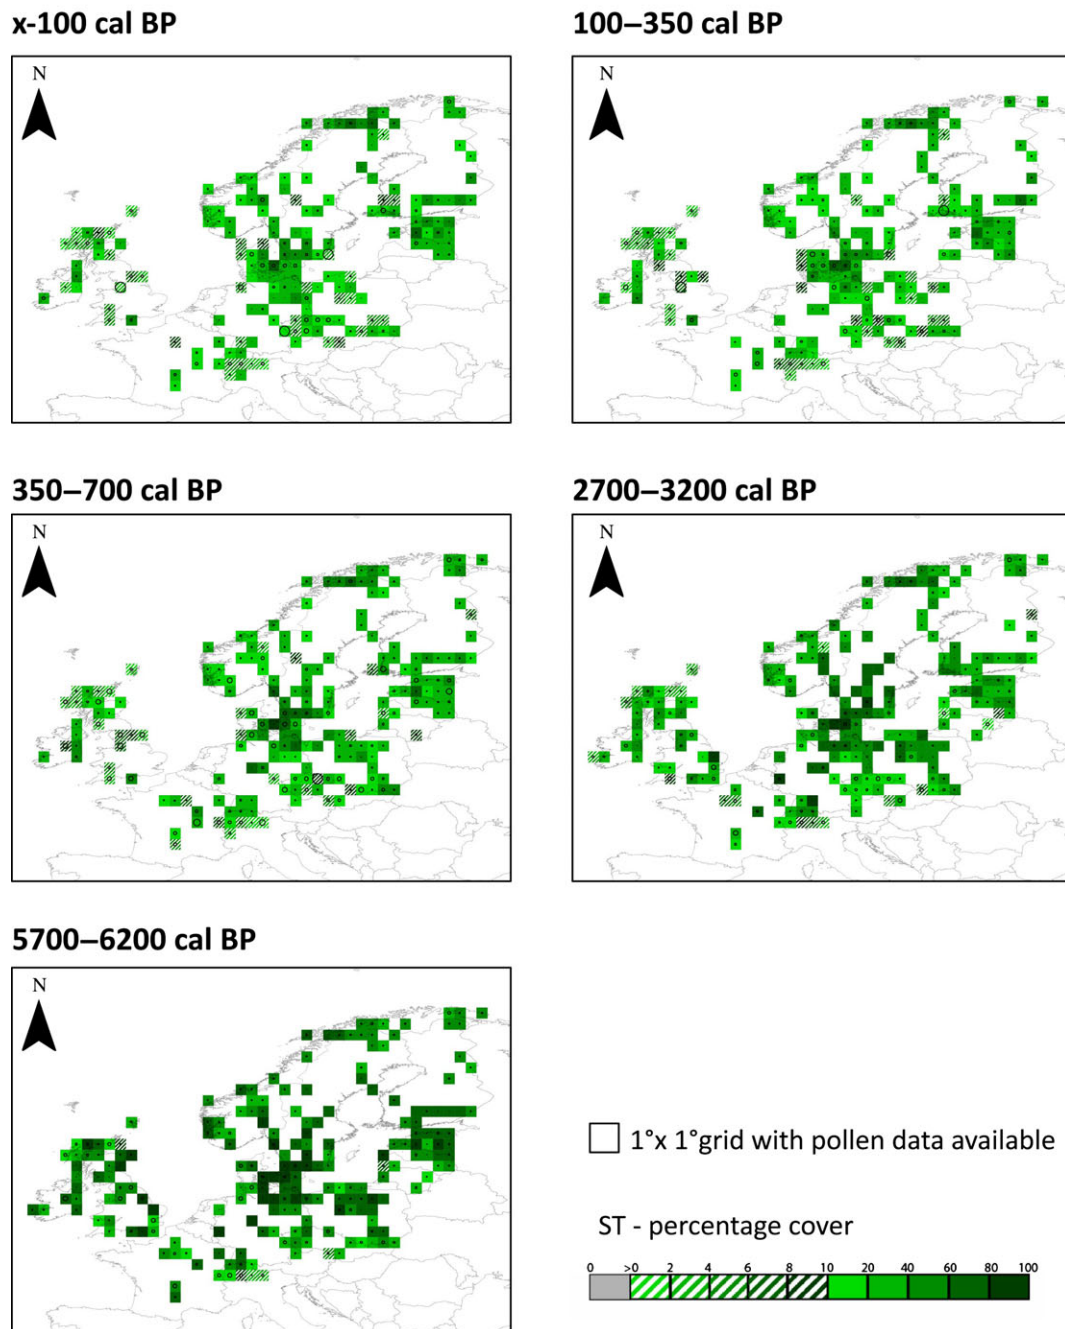 x-100 cal BP
100–350 cal BP
N
N
350–700 cal BP
2700–3200 cal BP
N
N
5700–6200 cal BP
N
1°x 1°grid with pollen data available
ST - percentage cover
0 >0 2 4 6 8 10 20 40 60 80 100